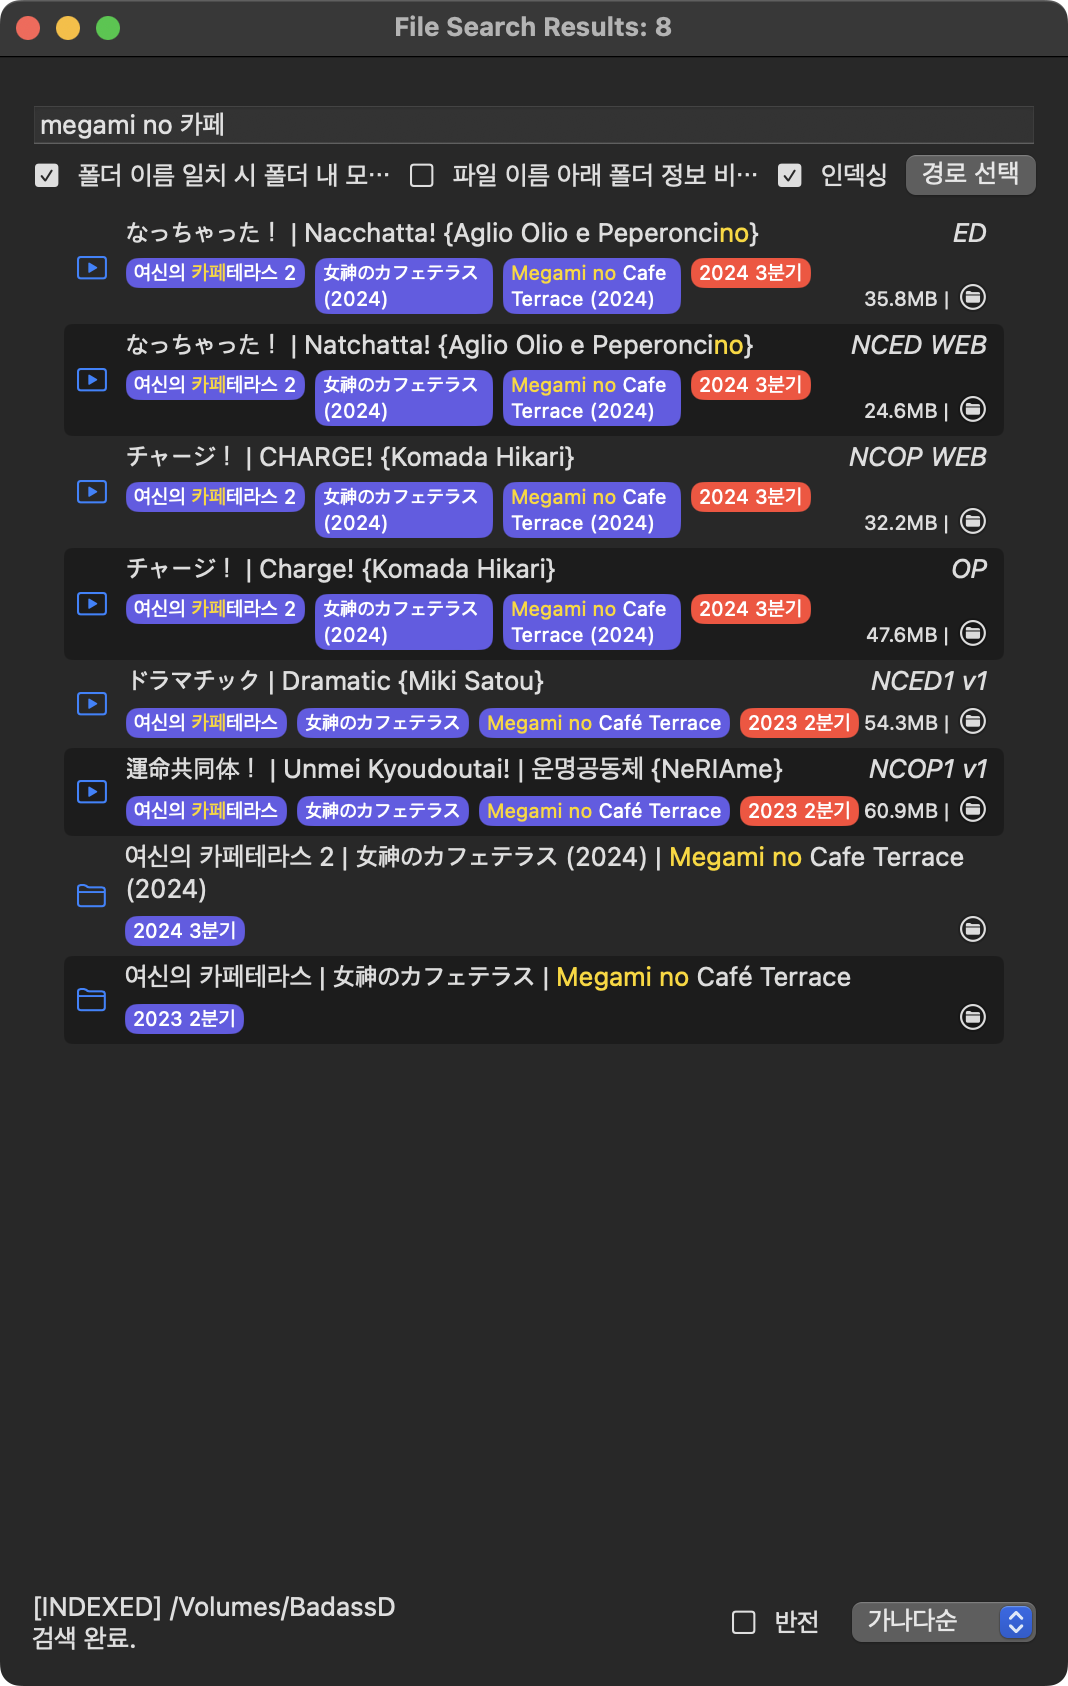 File Search Results: 8
megami no 카페
폴더 이름 일치 시 폴더 내 모… 파일 이름 아래 폴더 정보 비… 인덱싱 경로 선택
なっちゃった！ | Nacchatta! {Aglio Olio e Peperoncino} ED
여신의 카페테라스 2 女神のカフェテラス Megami no Cafe 2024 3분기
(2024) Terrace (2024) 35.8MB |
なっちゃった！ | Natchatta! {Aglio Olio e Peperoncino} NCED WEB
여신의 카페테라스 2 女神のカフェテラス Megami no Cafe 2024 3분기
(2024) Terrace (2024) 24.6MB |
チャージ！ | CHARGE! {Komada Hikari} NCOP WEB
여신의 카페테라스 2 女神のカフェテラス Megami no Cafe 2024 3분기
(2024) Terrace (2024) 32.2MB |
チャージ！ | Charge! {Komada Hikari} OP
여신의 카페테라스 2 女神のカフェテラス Megami no Cafe 2024 3분기
(2024) Terrace (2024) 47.6MB |
ドラマチック | Dramatic {Miki Satou} NCED1 v1
여신의 카페테라스 女神のカフェテラス Megami no Café Terrace 2023 2분기 54.3MB |
運命共同体！ | Unmei Kyoudoutai! | 운명공동체 {NeRIAme} NCOP1 v1
여신의 카페테라스 女神のカフェテラス Megami no Café Terrace 2023 2분기 60.9MB |
여신의 카페테라스 2 | 女神のカフェテラス (2024) | Megami no Cafe Terrace
(2024)
2024 3분기
여신의 카페테라스 | 女神のカフェテラス | Megami no Café Terrace
2023 2분기
[INDEXED] /Volumes/BadassD
검색 완료.
반전 가나다순